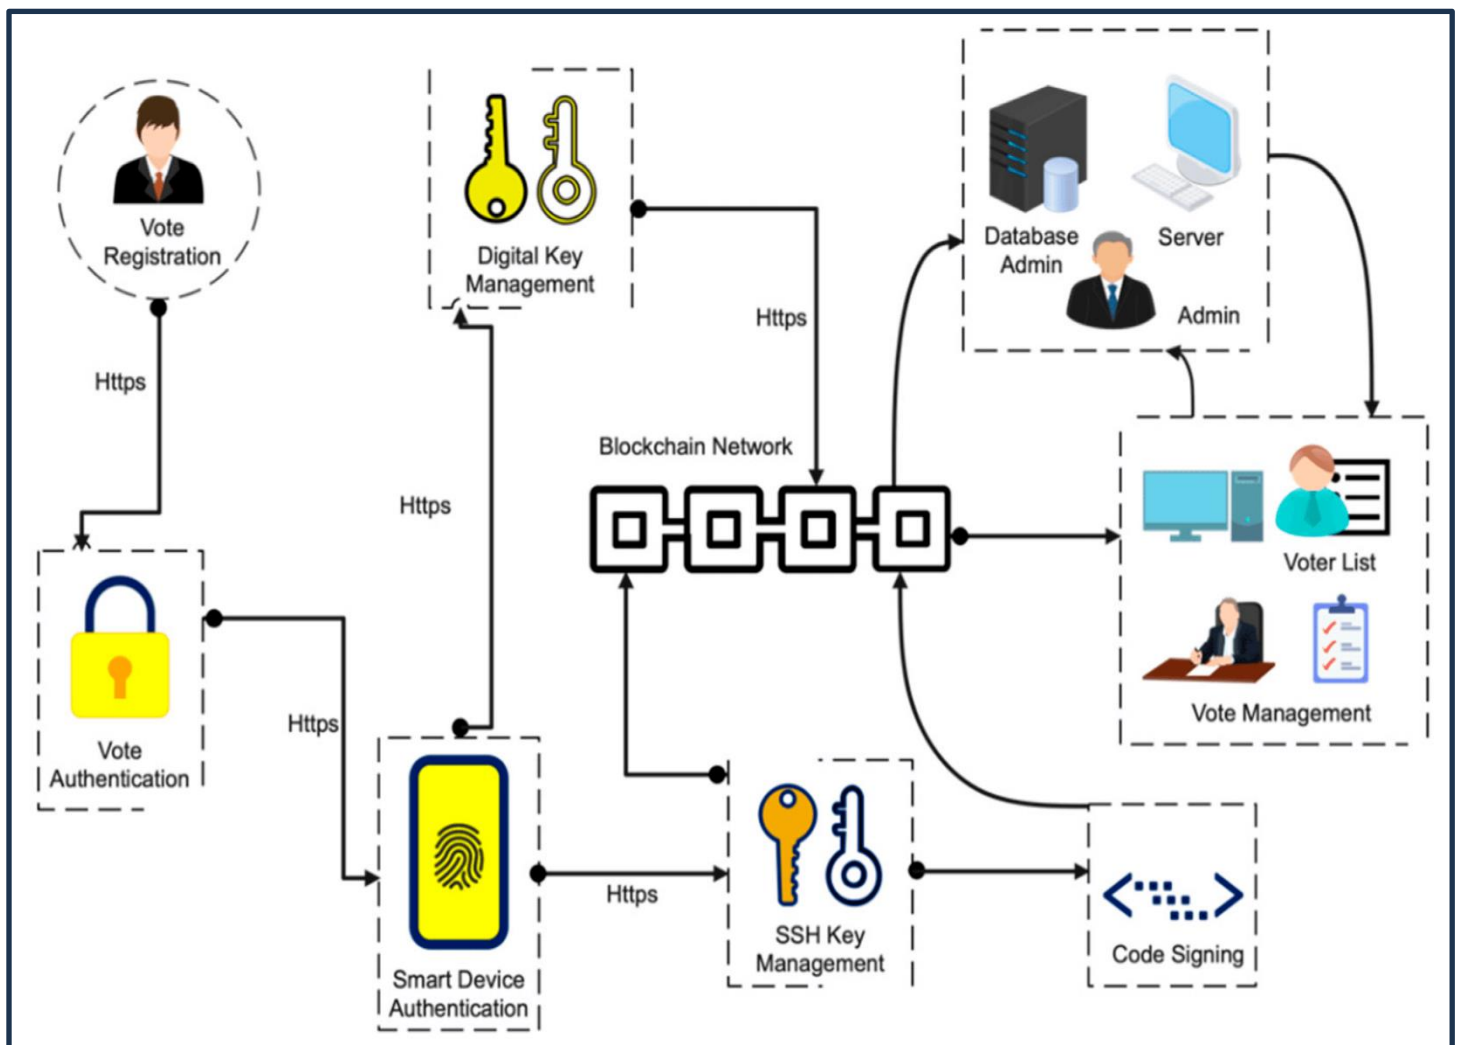 Vote
Registration
Https
Digital Key
Management
Https
Database
Admin
Server
Admin
Blockchain Network
Https
Voter List
Vote Management
Vote
Authentication
Https
Smart Device
Authentication
Https
SSH Key
Management
Code Signing